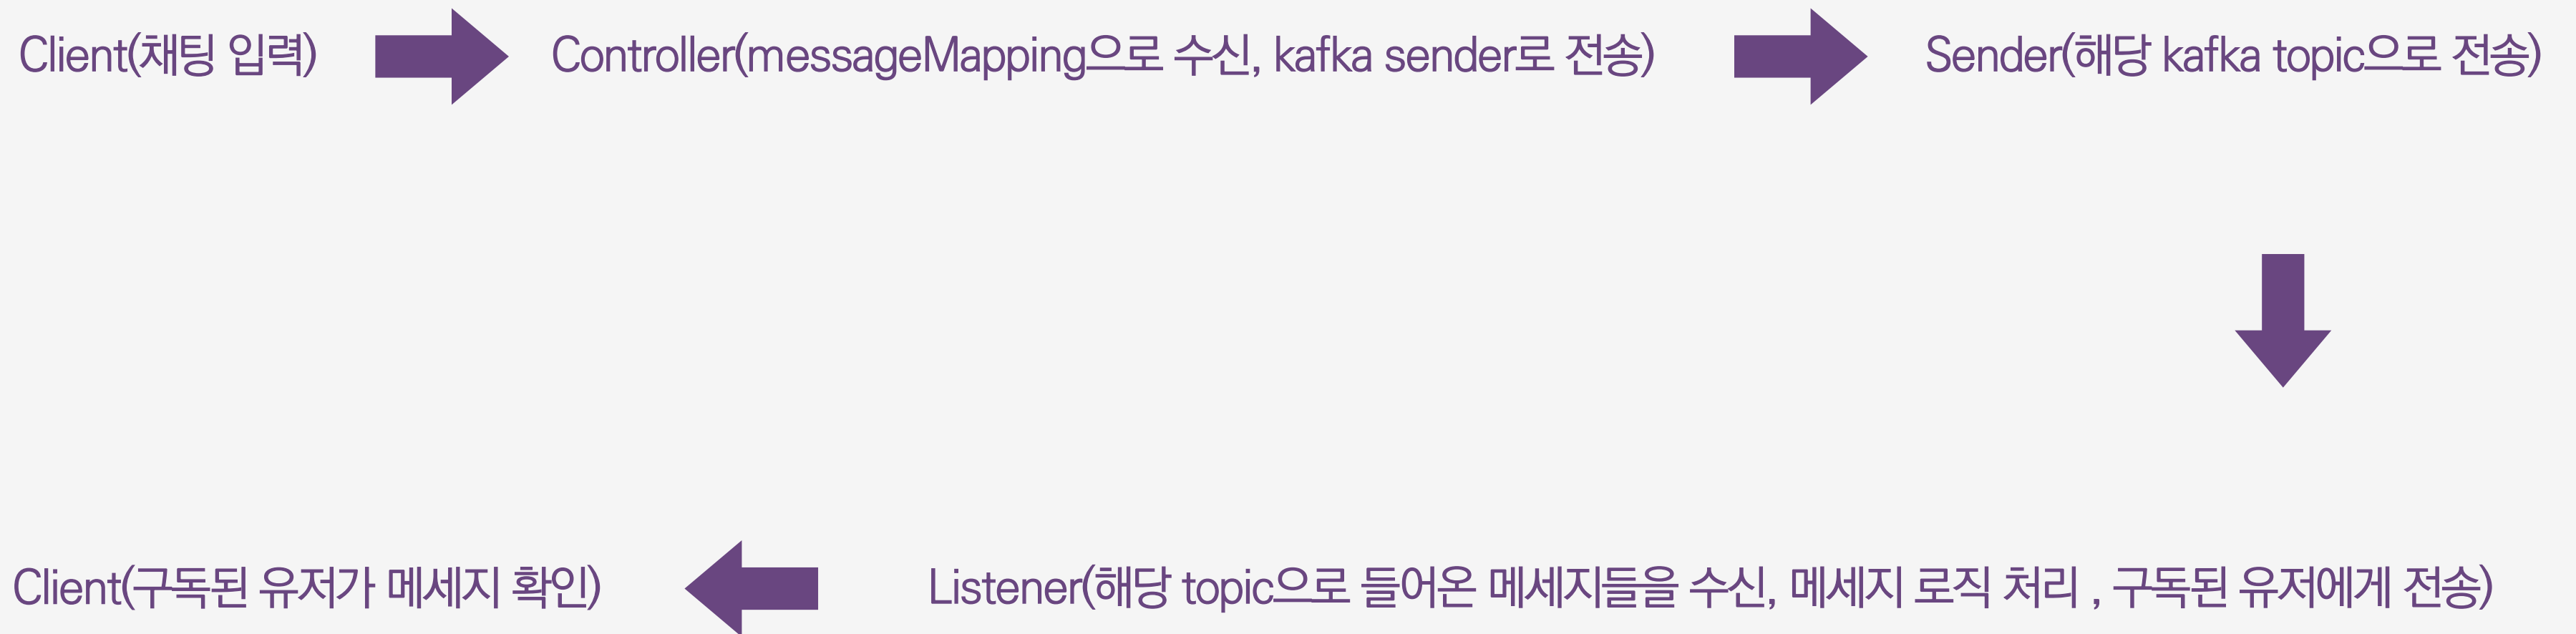 Client(채팅 입력)
Controller(messageMapping으로 수신, kafka sender로 전송)
Sender(해당 kafka topic으로 전송)
Listener(해당 topic으로 들어온 메세지들을 수신, 메세지 로직 처리 , 구독된 유저에게 전송)
Client(구독된 유저가 메세지 확인)